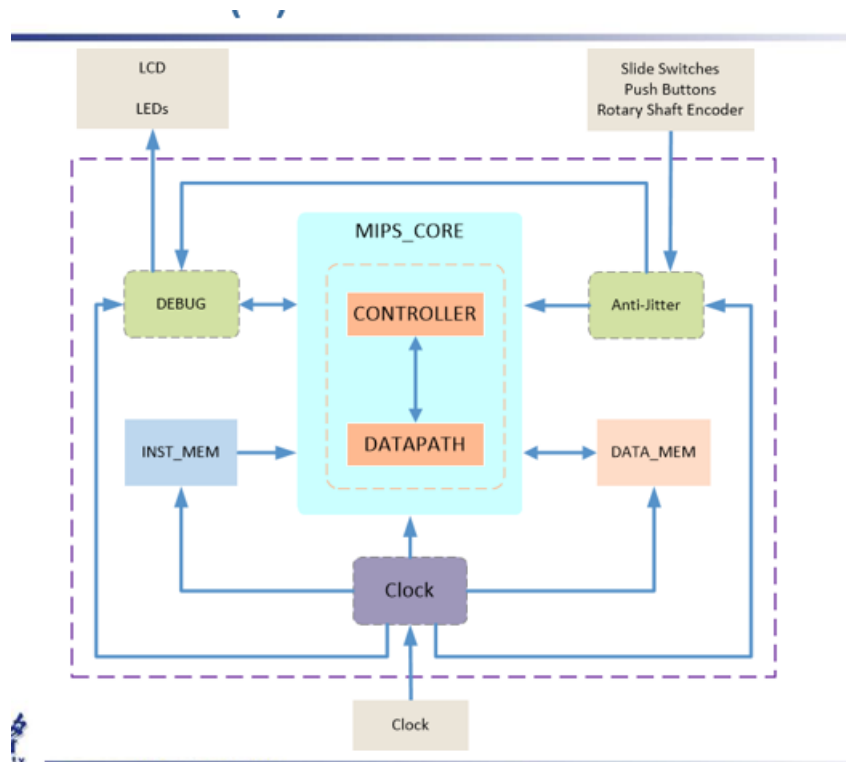 LCD
LEDs
Slide Switches
Push Buttons
Rotary Shaft Encoder
MIPS_CORE
DEBUG
CONTROLLER
Anti-Jitter
INST_MEM
DATAPATH
DATA_MEM
Clock
Clock